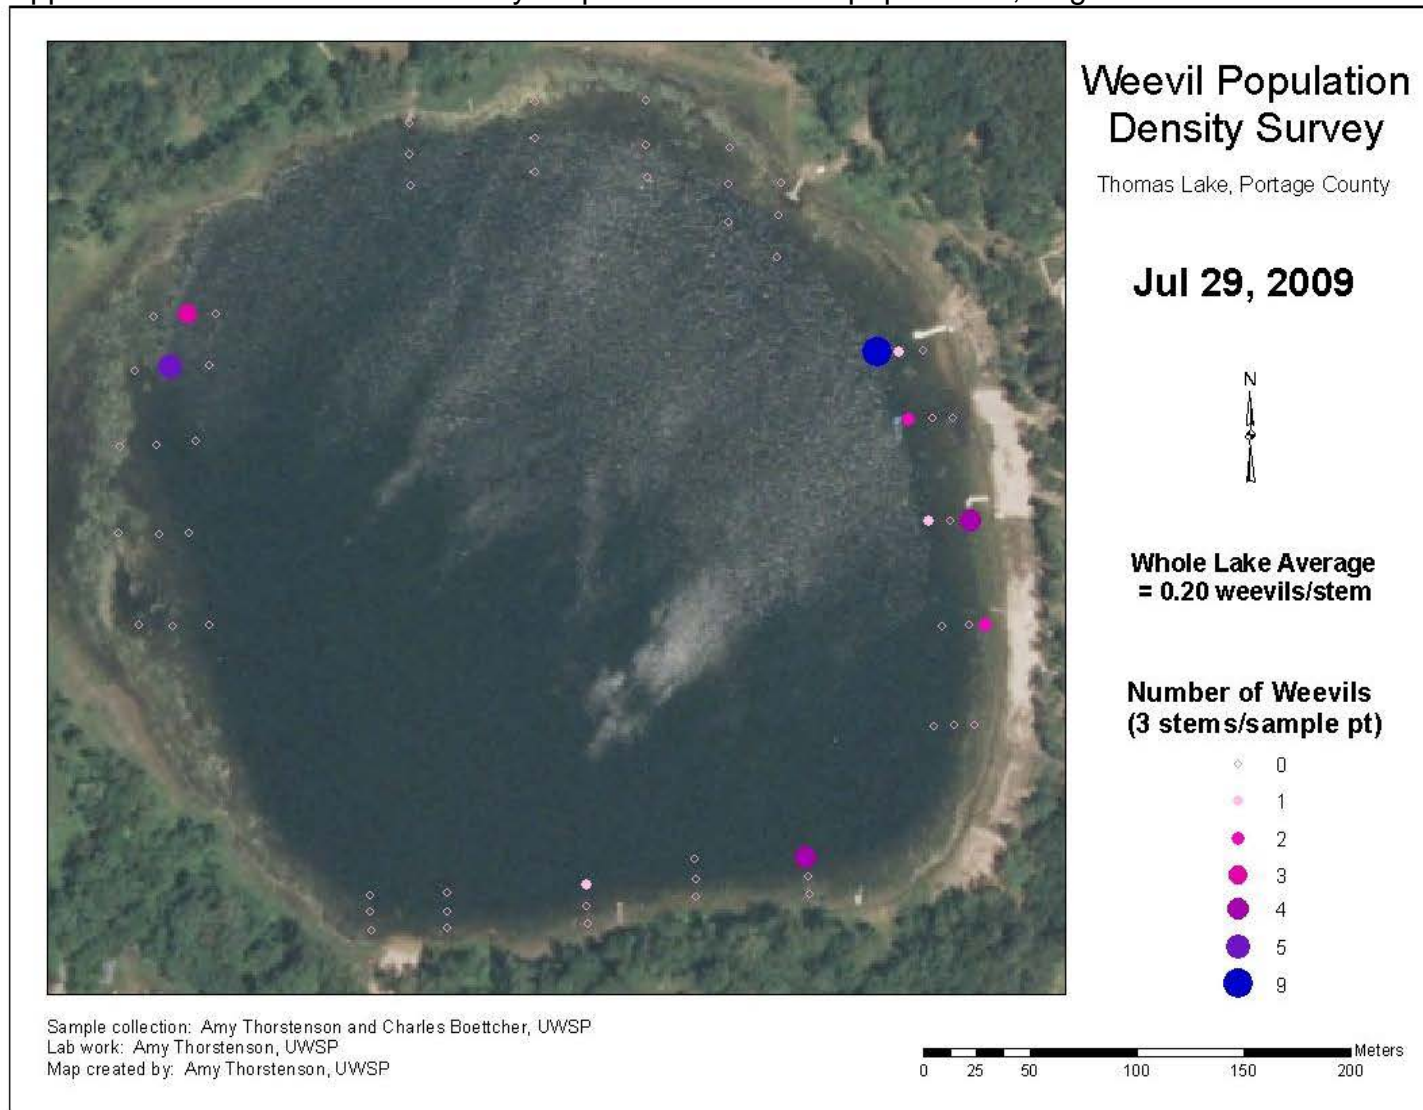 Weevil Population
Density Survey
Thomas Lake, Portage County
Jul 29, 2009
N
Whole Lake Average
= 0.20 weevils/stem
Number of Weevils
(3 stems/sample pt)
0
1
2
3
4
5
9
Sample collection: Amy Thorstenson and Charles Boettcher, UWSP
Lab work: Amy Thorstenson, UWSP
Map created by: Amy Thorstenson, UWSP
Meters
0 25 50 100 150 200